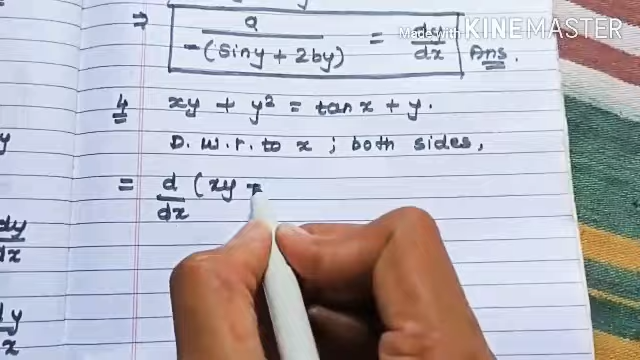 Made with KINEMASTER
⇒ a / -(siny + 2by) = dy/dx Ans.
4 xy + y² = tan x + y.
D. w.r. to x ; both sides,
= d/dx (xy
y
dy/dx